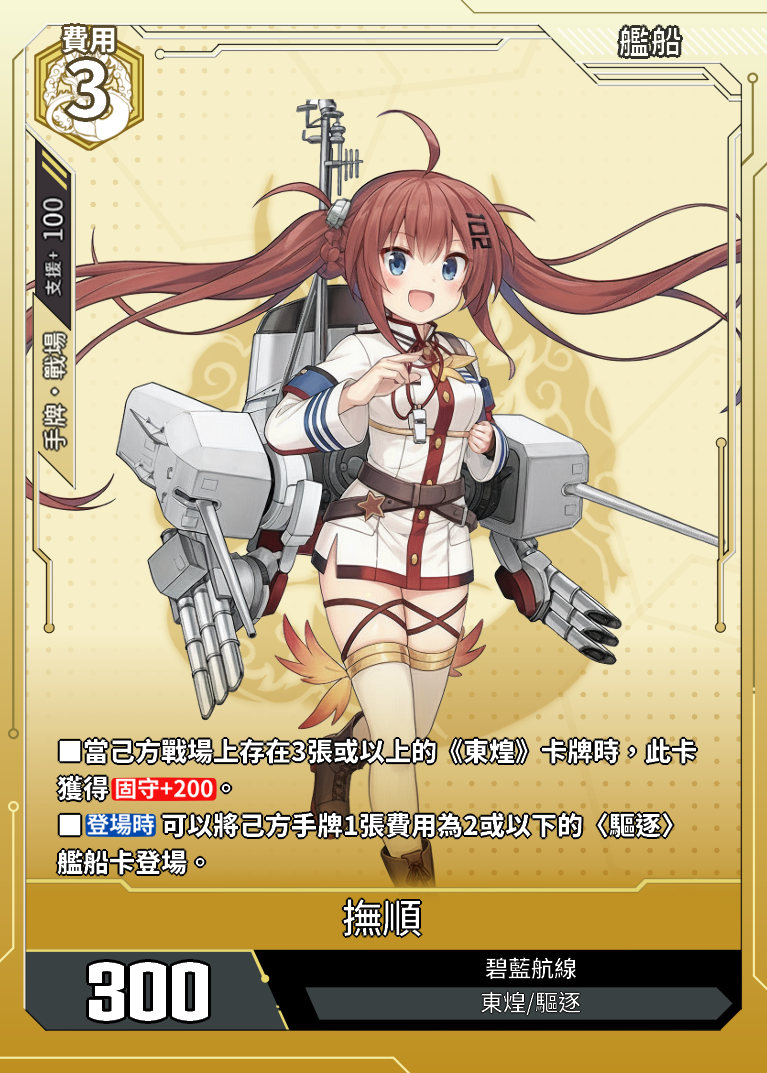 費用
3
艦船
支援+ 100
手牌・戰場
102
■當己方戰場上存在3張或以上的《東煌》卡牌時，此卡
獲得 固守+200 。
■ 登場時 可以將己方手牌1張費用為2或以下的〈驅逐〉
艦船卡登場。
撫順
300
碧藍航線
東煌/驅逐